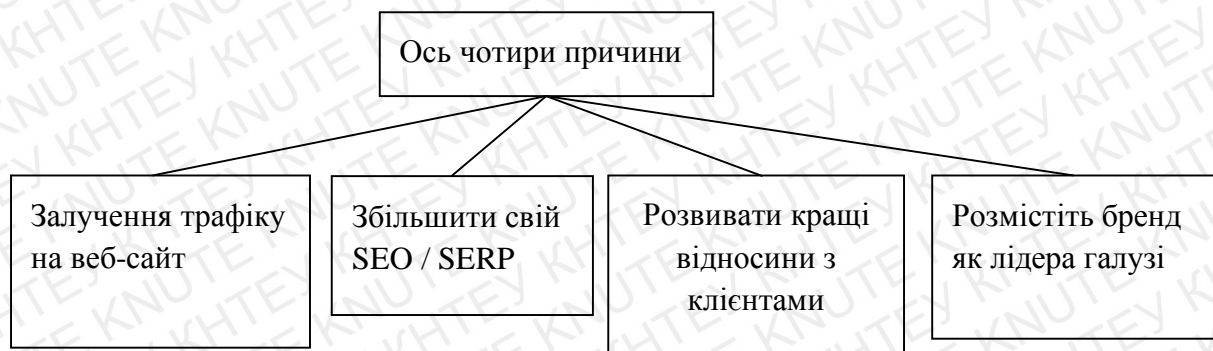 Ось чотири причини
Залучення трафіку
на веб-сайт
Збільшити свій
SEO / SERP
Розвивати кращі
відносини з
клієнтами
Розмістіть бренд
як лідера галузі